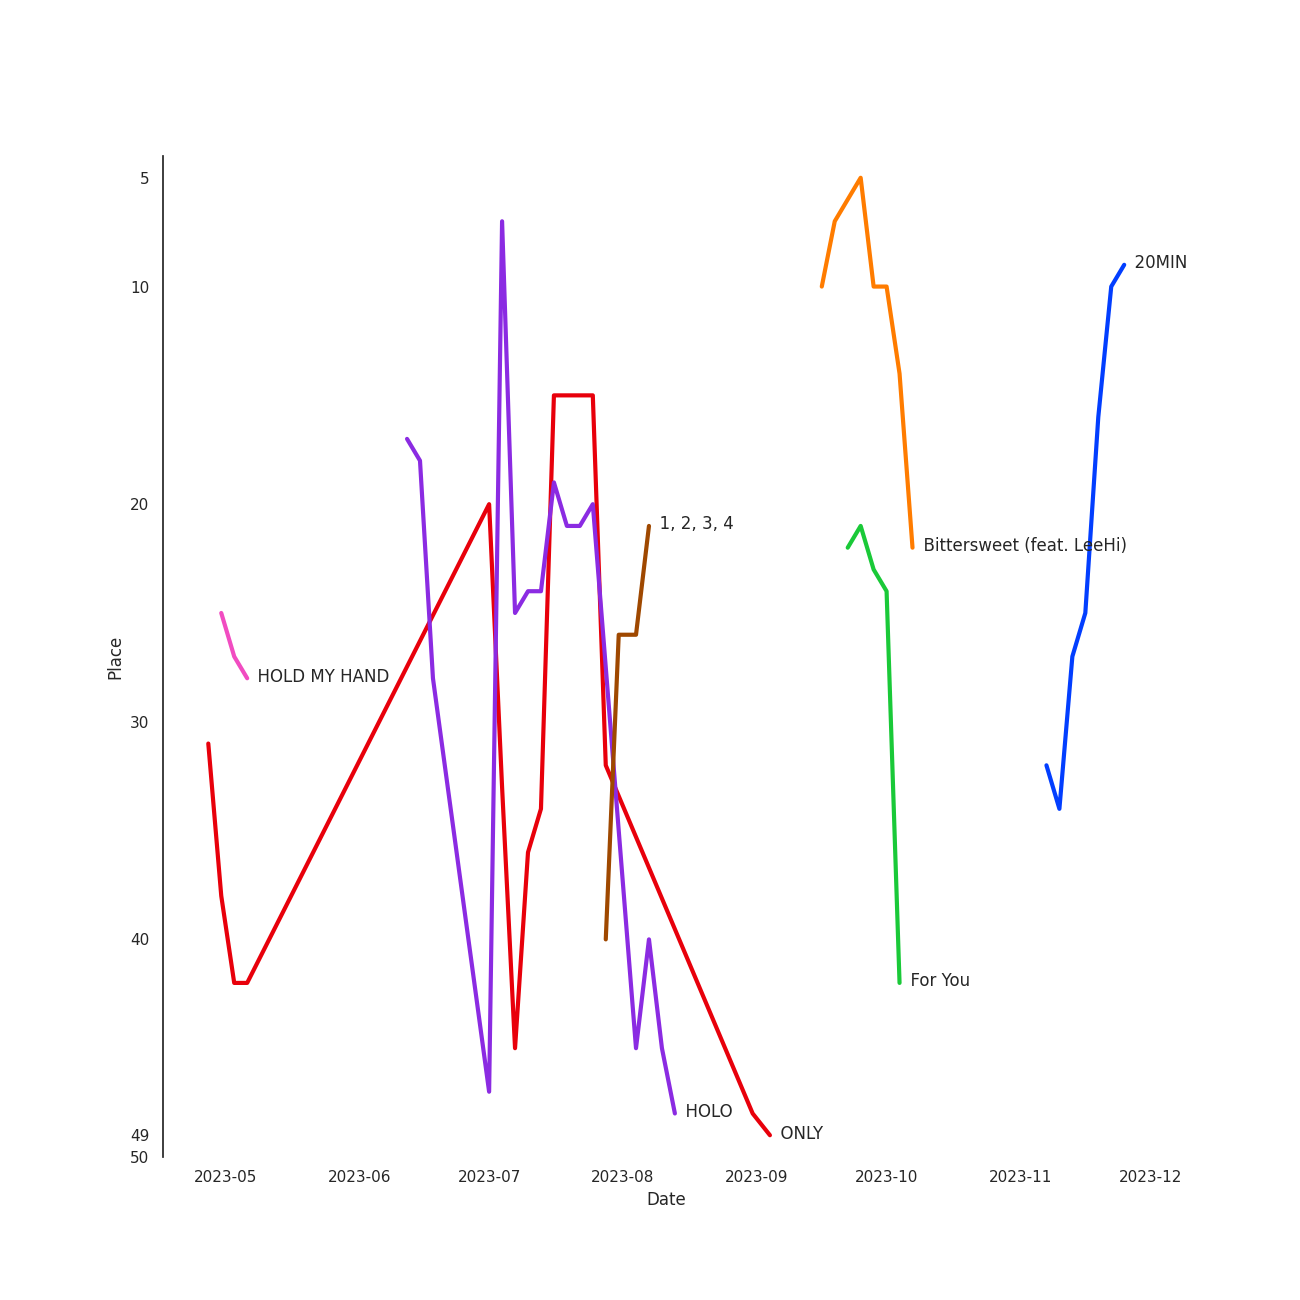 5
10
20
30
40
49
50
Place
20MIN
1, 2, 3, 4
Bittersweet (feat. LeeHi)
HOLD MY HAND
For You
HOLO
ONLY
2023-05
2023-06
2023-07
2023-08
2023-09
2023-10
2023-11
2023-12
Date